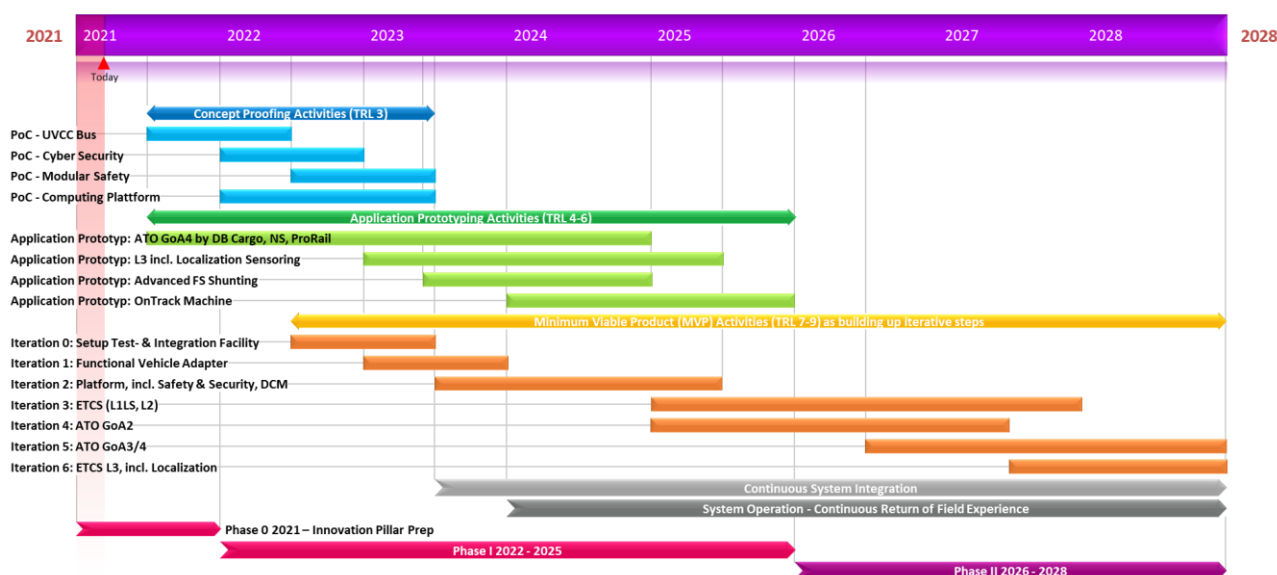 2021 2021 2022 2023 2024 2025 2026 2027 2028 2028
Today
Concept Proofing Activities (TRL 3)
PoC - UVCC Bus
PoC - Cyber Security
PoC - Modular Safety
PoC - Computing Plattform
Application Prototyping Activities (TRL 4-6)
Application Prototyp: ATO GoA4 by DB Cargo, NS, ProRail
Application Prototyp: L3 incl. Localization Sensoring
Application Prototyp: Advanced FS Shunting
Application Prototyp: OnTrack Machine
Minimum Viable Product (MVP) Activities (TRL 7-9) as building up iterative steps
Iteration 0: Setup Test- & Integration Facility
Iteration 1: Functional Vehicle Adapter
Iteration 2: Platform, incl. Safety & Security, DCM
Iteration 3: ETCS (L1LS, L2)
Iteration 4: ATO GoA2
Iteration 5: ATO GoA3/4
Iteration 6: ETCS L3, incl. Localization
Continuous System Integration
System Operation - Continuous Return of Field Experience
Phase 0 2021 – Innovation Pillar Prep
Phase I 2022 - 2025
Phase II 2026 - 2028